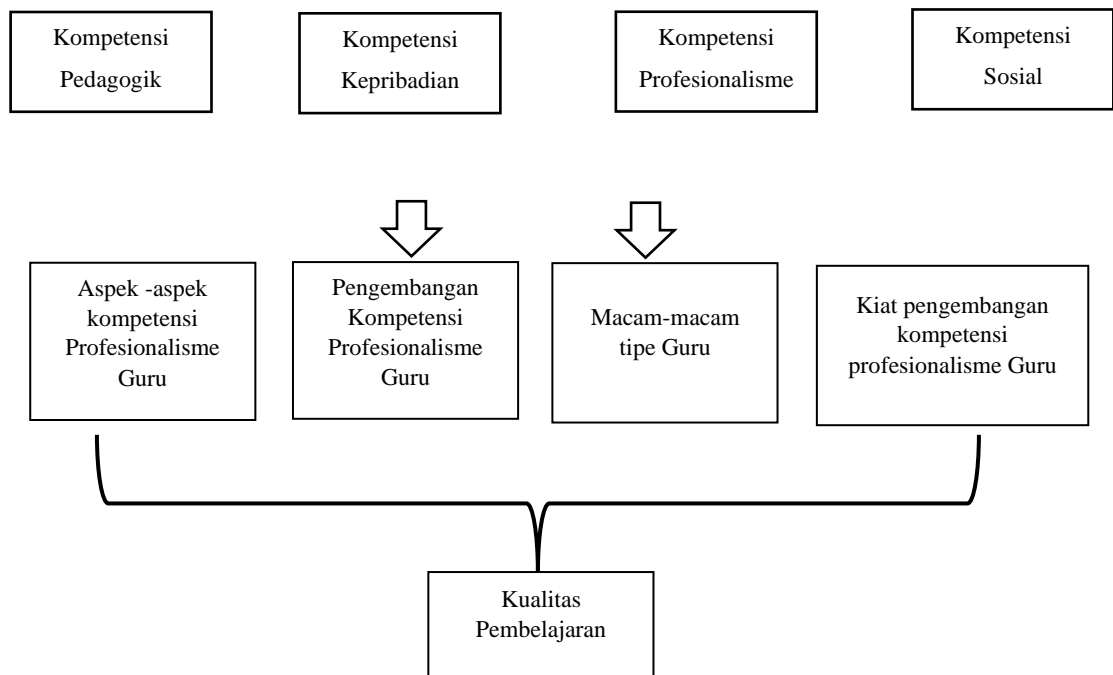 Kompetensi
Pedagogik
Kompetensi
Kepribadian
Kompetensi
Profesionalisme
Kompetensi
Sosial
Aspek -aspek
kompetensi
Profesionalisme
Guru
Pengembangan
Kompetensi
Profesionalisme
Guru
Macam-macam
tipe Guru
Kiat pengembangan
kompetensi
profesionalisme Guru
Kualitas
Pembelajaran